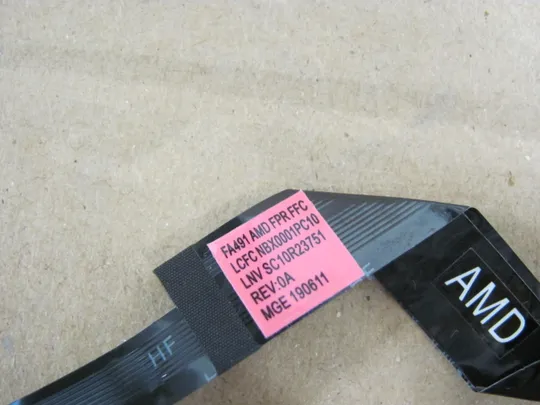 FA491 AMD FPR FFC
LCFC NBX0001PC10
LNV SC10R23751
REV:0A
MGE 190611
AMD
HF